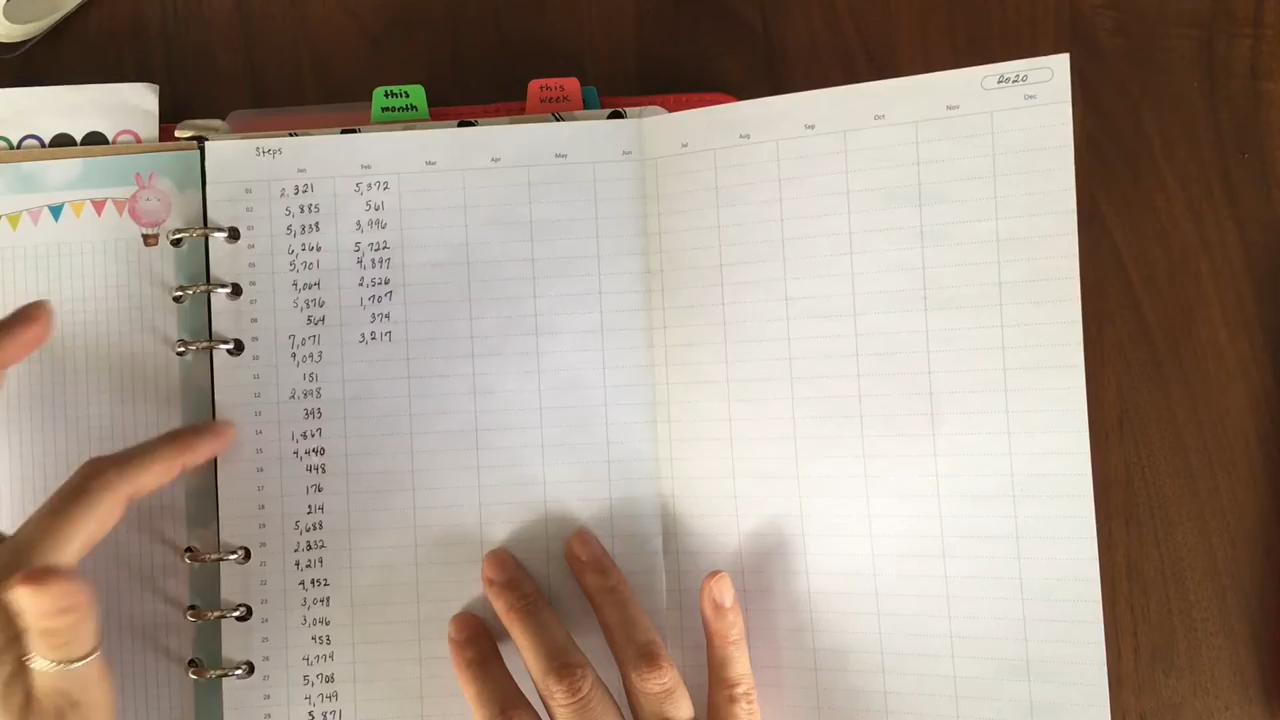 this month
this week
2020
Steps
Jan Feb Mar Apr May Jun Jul Aug Sep Oct Nov Dec
01 2,321 5,372
02 5,885 561
03 5,838 3,996
04 6,266 5,722
05 5,701 4,897
06 4,064 2,526
07 5,876 1,707
08 564 374
09 7,071 3,217
10 9,093
11 151
12 2,898
13 393
14 1,867
15 4,440
16 448
17 176
18 214
19 5,688
20 2,332
21 4,219
22 4,952
23 3,048
24 3,046
25 453
26 4,774
27 5,708
28 4,749
29 5,871